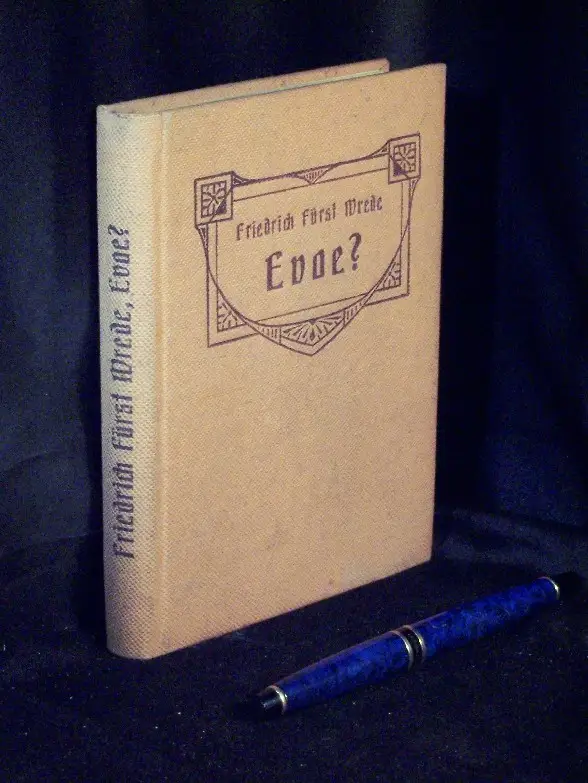 Friedrich Fürst Wrede
Evoe?
Friedrich Fürst Wrede, Evoe?